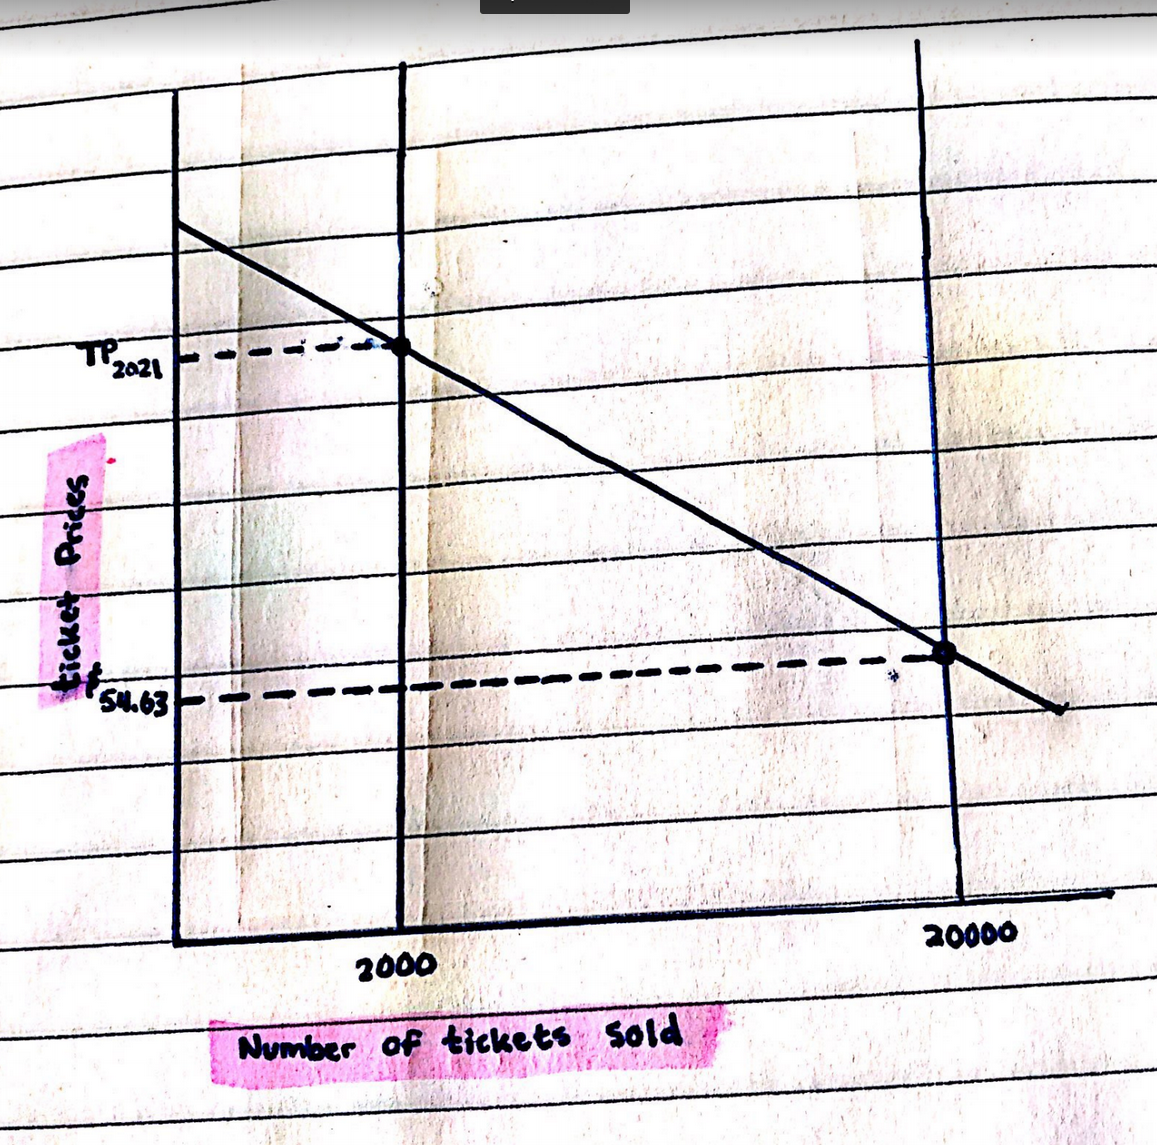 TP2021
Ticket Prices
$54.63
2000
20000
Number of tickets Sold